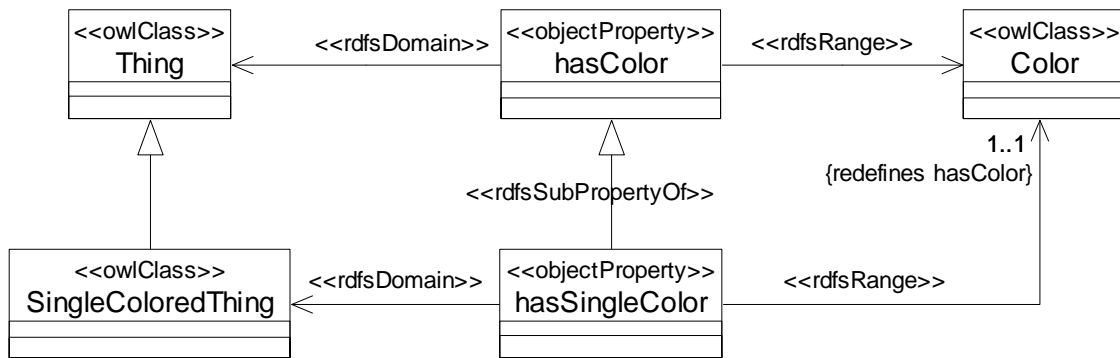 <<owlClass>>
Thing
<<rdfsDomain>>
<<objectProperty>>
hasColor
<<rdfsRange>>
<<owlClass>>
Color
1..1
{redefines hasColor}
<<rdfsSubPropertyOf>>
<<owlClass>>
SingleColoredThing
<<rdfsDomain>>
<<objectProperty>>
hasSingleColor
<<rdfsRange>>